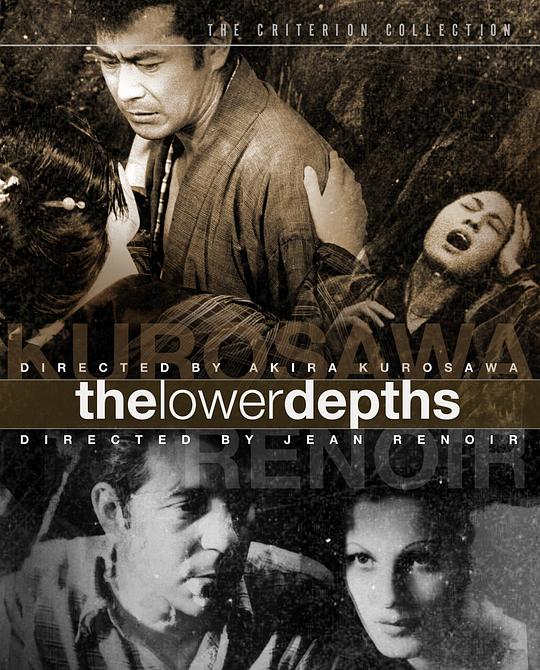 THE CRITERION COLLECTION
KUROSAWA
DIRECTED BY AKIRA KUROSAWA
thelowerdepths
DIRECTED BY JEAN RENOIR
RENOIR